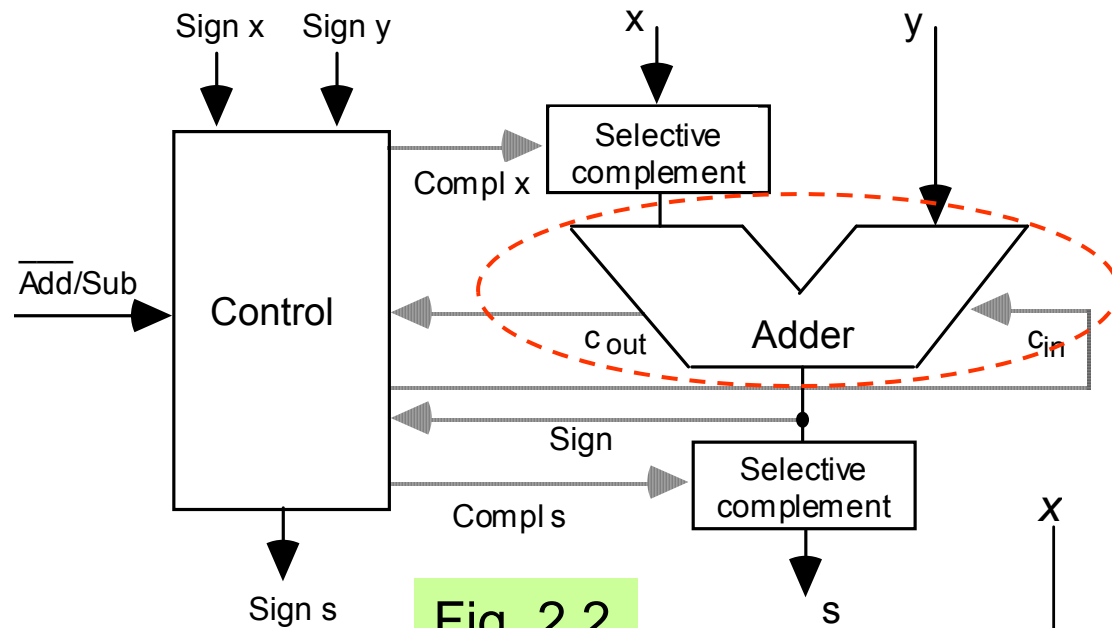 Sign x
Sign y
x
y
Selective
complement
Compl x
Add/Sub
Control
Adder
c out
c in
Sign
Selective
complement
Compl s
Sign s
Fig. 2.2
s
x